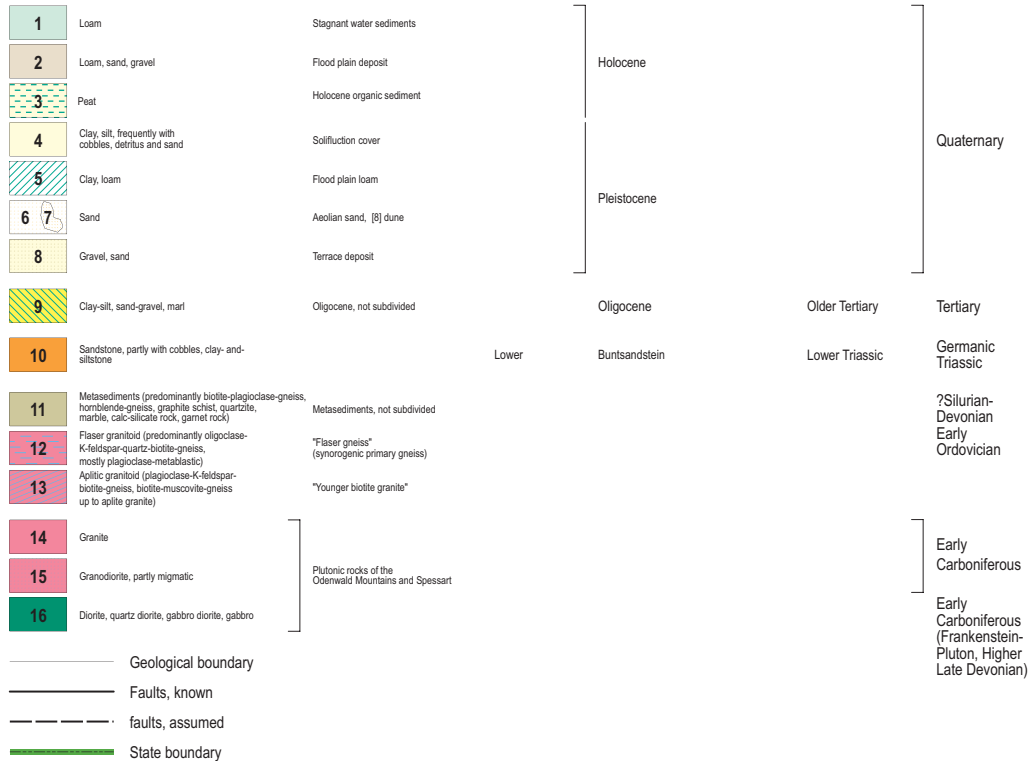 1 Loam Stagnant water sediments
2 Loam, sand, gravel Flood plain deposit Holocene
3 Peat Holocene organic sediment
4 Clay, silt, frequently with
cobbles, detritus and sand Solifluction cover Quaternary
5 Clay, loam Flood plain loam
Pleistocene
6 7 Sand Aeolian sand, [8] dune
8 Gravel, sand Terrace deposit
9 Clay-silt, sand-gravel, marl Oligocene, not subdivided Oligocene Older Tertiary Tertiary
10 Sandstone, partly with cobbles, clay- and-
siltstone Lower Buntsandstein Lower Triassic Germanic
Triassic
11 Metasediments (predominantly biotite-plagioclase-gneiss,
hornblende-gneiss, graphite schist, quartzite,
marble, calc-silicate rock, garnet rock) Metasediments, not subdivided
?Silurian-
Devonian
Early
Ordovician
12 Flaser granitoid (predominantly oligoclase-
K-feldspar-quartz-biotite-gneiss,
mostly plagioclase-metablastic) "Flaser gneiss"
(synorogenic primary gneiss)
13 Aplitic granitoid (plagioclase-K-feldspar-
biotite-gneiss, biotite-muscovite-gneiss
up to aplite granite) "Younger biotite granite"
14 Granite
Early
Carboniferous
15 Granodiorite, partly migmatic Plutonic rocks of the
Odenwald Mountains and Spessart
16 Diorite, quartz diorite, gabbro diorite, gabbro
Early
Carboniferous
(Frankenstein-
Pluton, Higher
Late Devonian)
Geological boundary
Faults, known
faults, assumed
State boundary